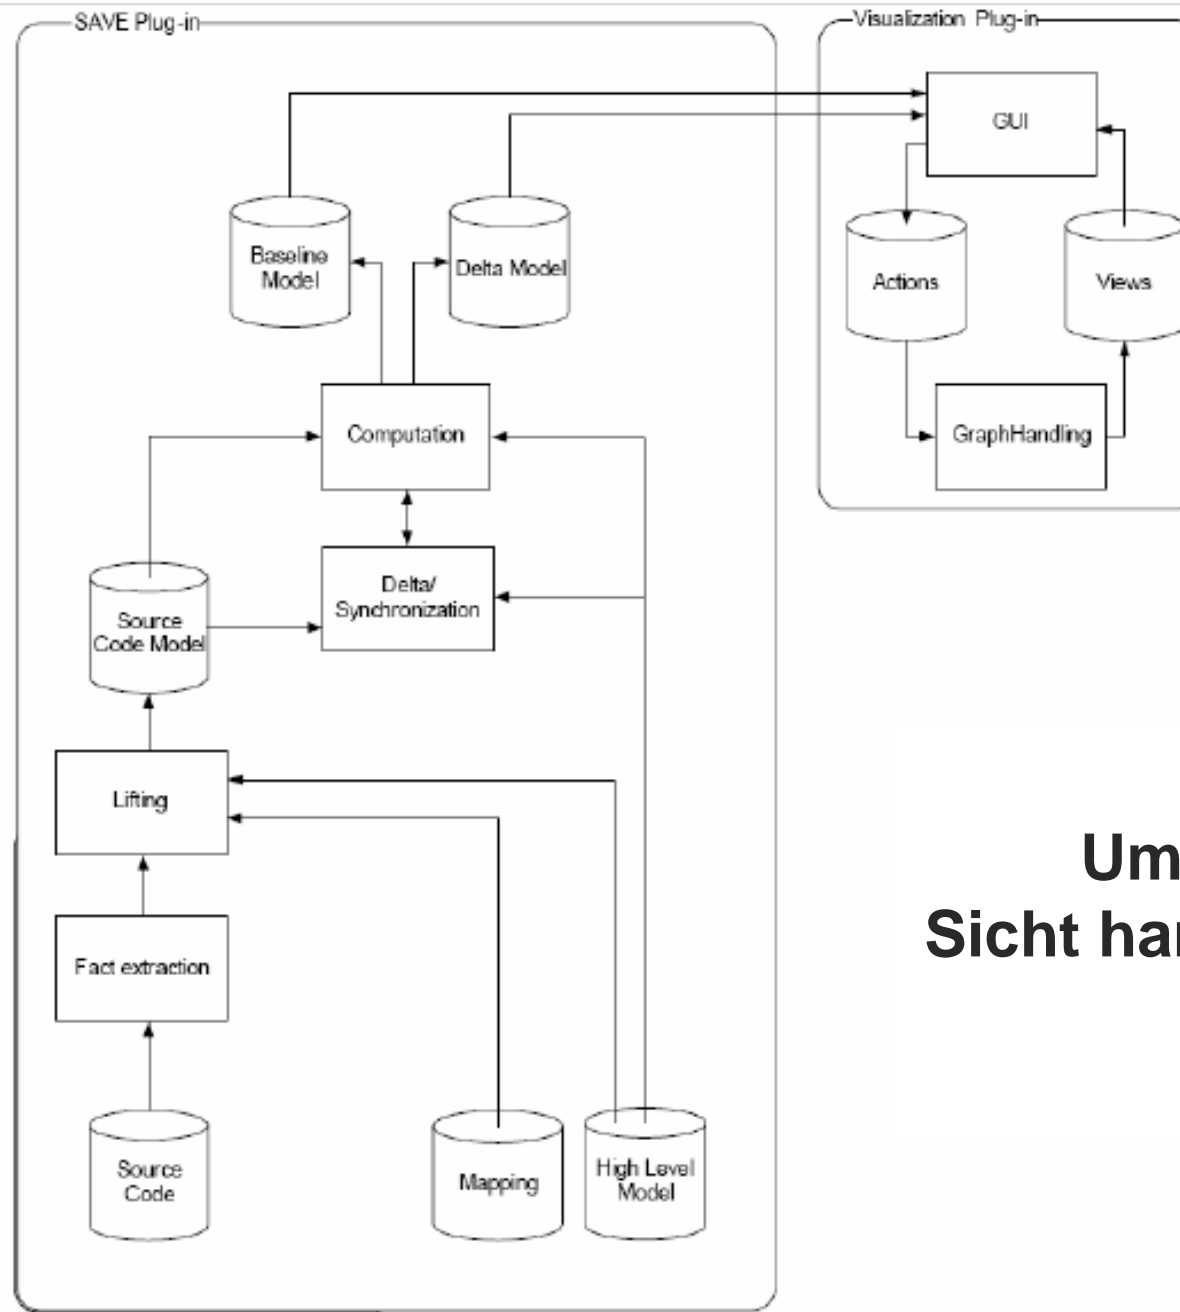 SAVE Plug-in
Visualization Plug-in
GUI
Baseline
Model
Delta Model
Actions
Views
Computation
GraphHandling
Delta/
Synchronization
Source
Code Model
Lifting
Fact extraction
Source
Code
Mapping
High Level
Model
Um
Sicht